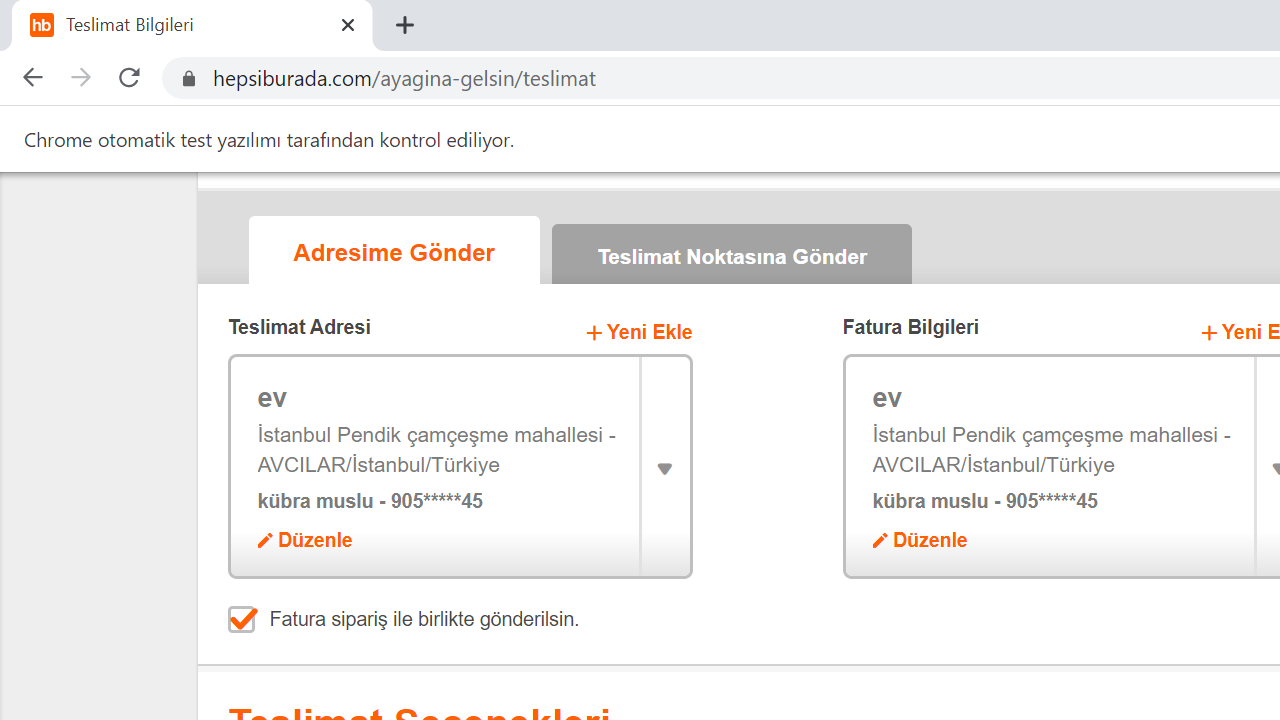 hb Teslimat Bilgileri
hepsiburada.com/ayagina-gelsin/teslimat
Chrome otomatik test yazılımı tarafından kontrol ediliyor.
Adresime Gönder
Teslimat Noktasına Gönder
Teslimat Adresi
+ Yeni Ekle
ev
İstanbul Pendik çamçeşme mahallesi -
AVCILAR/İstanbul/Türkiye
kübra muslu - 905*****45
Düzenle
Fatura Bilgileri
+ Yeni E
ev
İstanbul Pendik çamçeşme mahallesi -
AVCILAR/İstanbul/Türkiye
kübra muslu - 905*****45
Düzenle
Fatura sipariş ile birlikte gönderilsin.
Teslimat Seçenekleri